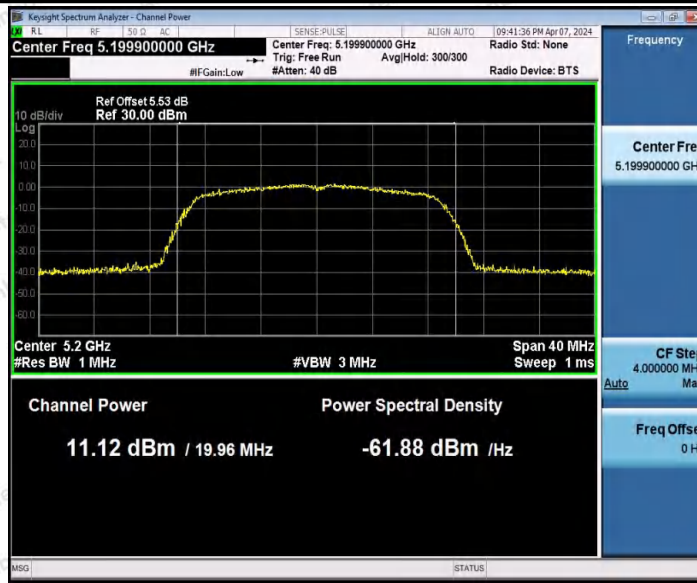 Keysight Spectrum Analyzer - Channel Power
RL RF 50 Ω AC SENSE:PULSE ALIGN AUTO 09:41:36 PM Apr 07, 2024
Center Freq 5.199900000 GHz
Center Freq: 5.199900000 GHz
Radio Std: None
Trig: Free Run Avg|Hold: 300/300
#IFGain:Low
#Atten: 40 dB
Radio Device: BTS
Ref Offset 5.53 dB
10 dB/div Ref 30.00 dBm
Log
20.0
10.0
0.00
-10.0
-20.0
-30.0
-40.0
-50.0
-60.0
Center 5.2 GHz
Span 40 MHz
#Res BW 1 MHz
#VBW 3 MHz
Sweep 1 ms
Channel Power
Power Spectral Density
11.12 dBm / 19.96 MHz
-61.88 dBm /Hz
MSG
STATUS
Frequency
Center Fre
5.199900000 GH
CF Ste
4.000000 MH
Auto Ma
Freq Offse
0 H